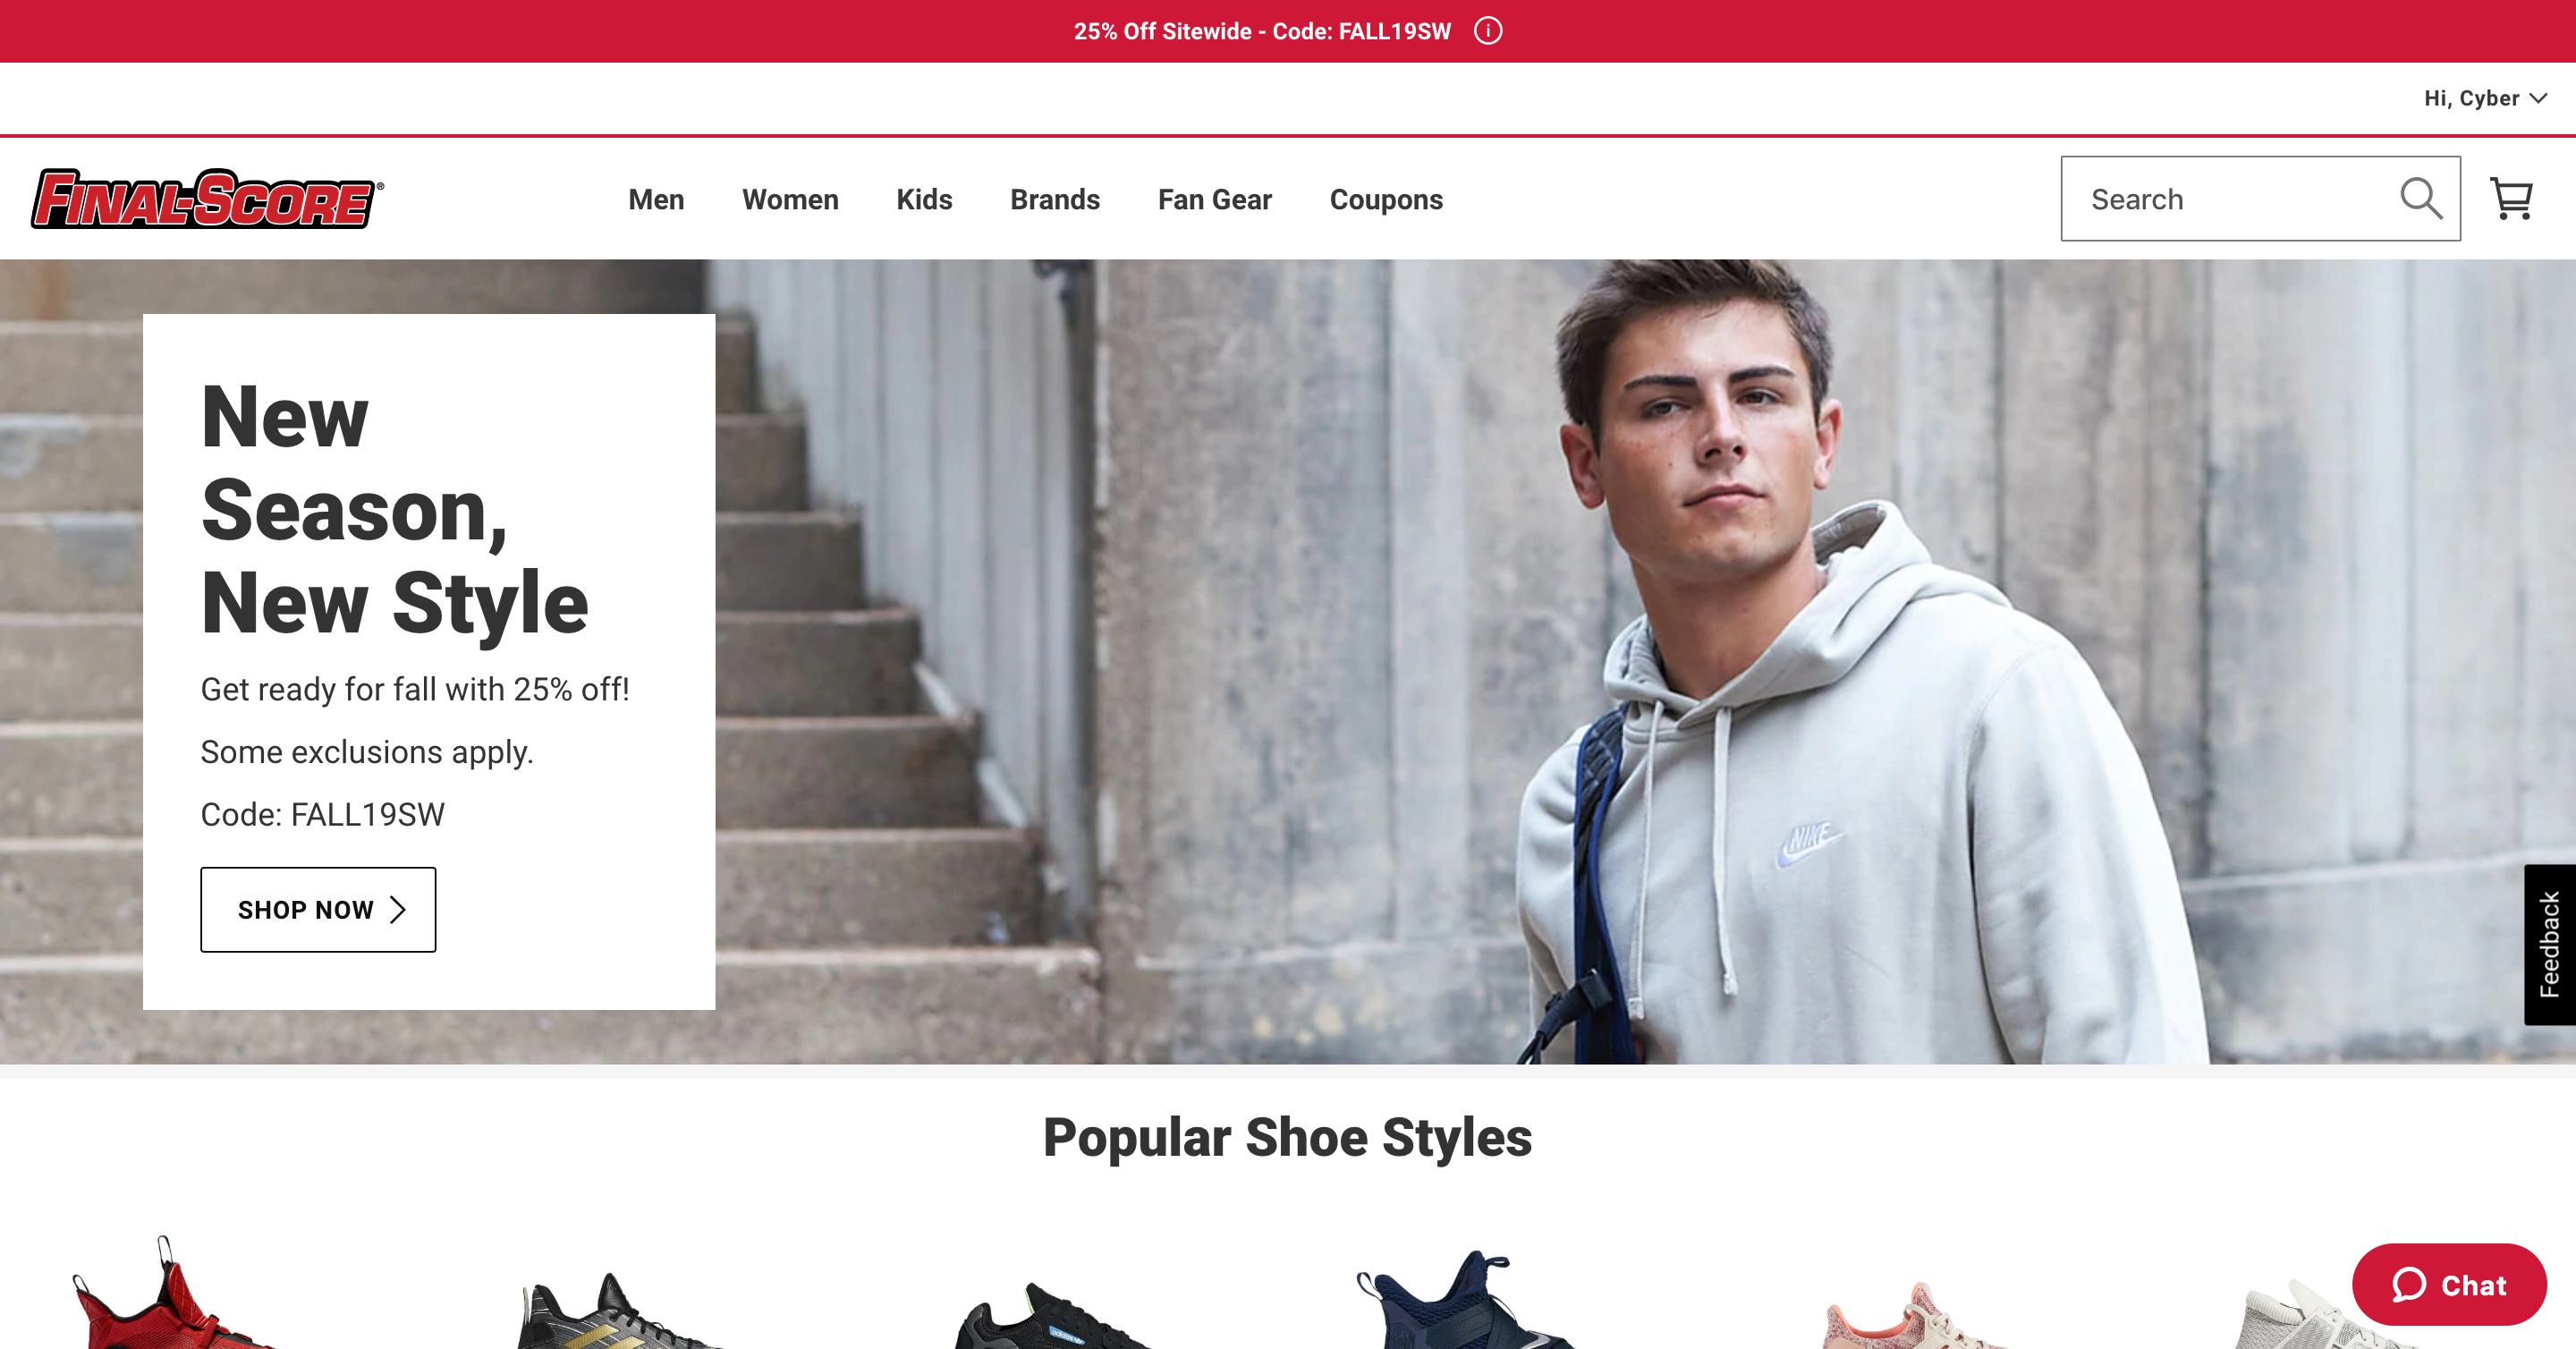 25% Off Sitewide - Code: FALL19SW
Hi, Cyber
FINAL-SCORE®
Men
Women
Kids
Brands
Fan Gear
Coupons
Search
New
Season,
New Style
Get ready for fall with 25% off!
Some exclusions apply.
Code: FALL19SW
SHOP NOW
NIKE
Feedback
Popular Shoe Styles
adidas
Chat